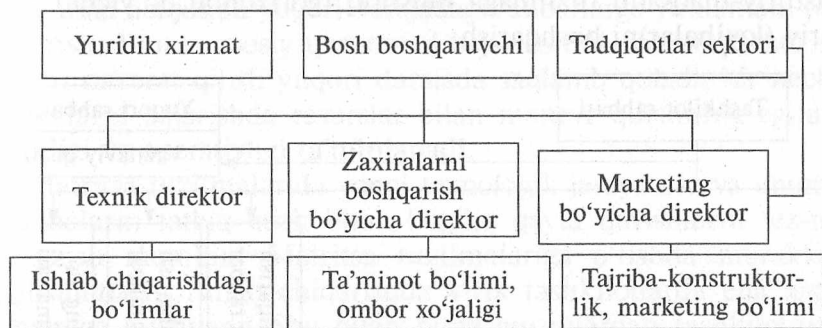 Yuridik xizmat
Bosh boshqaruvchi
Tadqiqotlar sektori
Texnik direktor
Zaxiralarni
boshqarish
bo‘yicha direktor
Marketing
bo‘yicha direktor
Ishlab chiqarishdagi
bo‘limlar
Ta’minot bo‘limi,
ombor xo‘jaligi
Tajriba-konstruktor-
lik, marketing bo‘limi